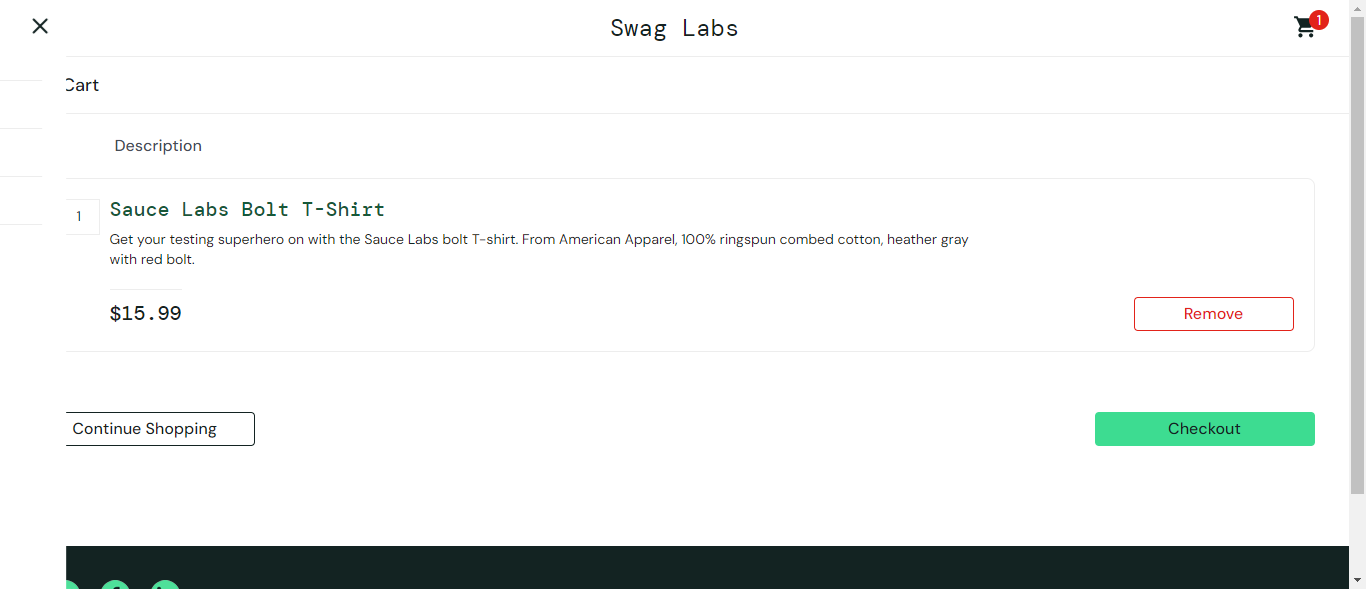 Swag Labs
1
Cart
Description
1
Sauce Labs Bolt T-Shirt
Get your testing superhero on with the Sauce Labs bolt T-shirt. From American Apparel, 100% ringspun combed cotton, heather gray
with red bolt.
$15.99
Remove
Continue Shopping
Checkout